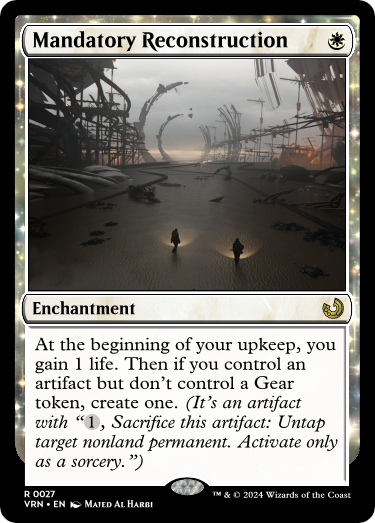 Mandatory Reconstruction
Enchantment
At the beginning of your upkeep, you
gain 1 life. Then if you control an
artifact but don't control a Gear
token, create one. (It's an artifact
with “1, Sacrifice this artifact: Untap
target nonland permanent. Activate only
as a sorcery.”)
R 0027
VRN • EN Majed Al Harbi
™ & © 2024 Wizards of the Coast